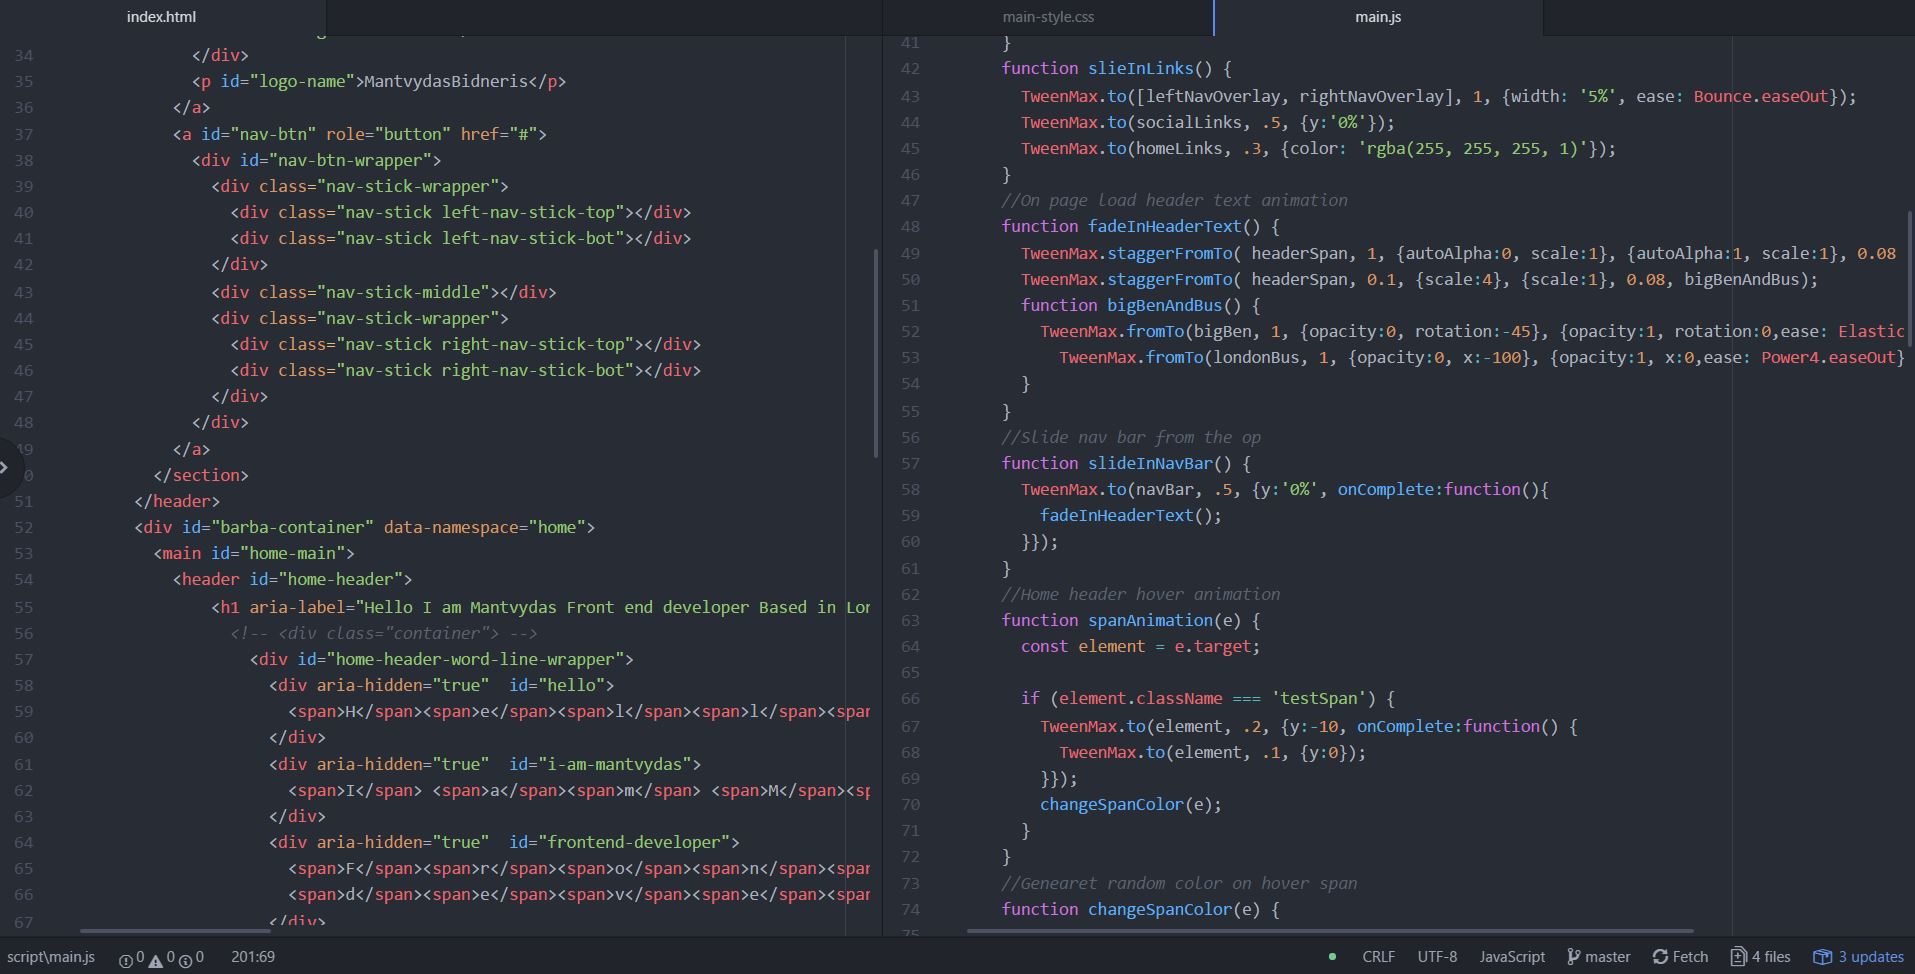 index.html
34 </div>
35 <p id="logo-name">MantvydasBidneris</p>
36 </a>
37 <a id="nav-btn" role="button" href="#">
38 <div id="nav-btn-wrapper">
39 <div class="nav-stick-wrapper">
40 <div class="nav-stick left-nav-stick-top"></div>
41 <div class="nav-stick left-nav-stick-bot"></div>
42 </div>
43 <div class="nav-stick-middle"></div>
44 <div class="nav-stick-wrapper">
45 <div class="nav-stick right-nav-stick-top"></div>
46 <div class="nav-stick right-nav-stick-bot"></div>
47 </div>
48 </div>
49 </a>
</section>
51 </header>
52 <div id="barba-container" data-namespace="home">
53 <main id="home-main">
54 <header id="home-header">
55 <h1 aria-label="Hello I am Mantvydas Front end developer Based in Lor
56 <!-- <div class="container"> -->
57 <div id="home-header-word-line-wrapper">
58 <div aria-hidden="true"  id="hello">
59 <span>H</span><span>e</span><span>l</span><span>l</span><span
60 </div>
61 <div aria-hidden="true"  id="i-am-mantvydas">
62 <span>I</span> <span>a</span><span>m</span> <span>M</span><sp
63 </div>
64 <div aria-hidden="true"  id="frontend-developer">
65 <span>F</span><span>r</span><span>o</span><span>n</span><span
66 <span>d</span><span>e</span><span>v</span><span>e</span><span
67 </div>
main-style.css
main.js
41 }
42 function slieInLinks() {
43 TweenMax.to([leftNavOverlay, rightNavOverlay], 1, {width: '5%', ease: Bounce.easeOut});
44 TweenMax.to(socialLinks, .5, {y:'0%'});
45 TweenMax.to(homeLinks, .3, {color: 'rgba(255, 255, 255, 1)'});
46 }
47 //On page load header text animation
48 function fadeInHeaderText() {
49 TweenMax.staggerFromTo( headerSpan, 1, {autoAlpha:0, scale:1}, {autoAlpha:1, scale:1}, 0.08
50 TweenMax.staggerFromTo( headerSpan, 0.1, {scale:4}, {scale:1}, 0.08, bigBenAndBus);
51 function bigBenAndBus() {
52 TweenMax.fromTo(bigBen, 1, {opacity:0, rotation:-45}, {opacity:1, rotation:0,ease: Elastic
53 TweenMax.fromTo(londonBus, 1, {opacity:0, x:-100}, {opacity:1, x:0,ease: Power4.easeOut}
54 }
55 }
56 //Slide nav bar from the op
57 function slideInNavBar() {
58 TweenMax.to(navBar, .5, {y:'0%', onComplete:function(){
59 fadeInHeaderText();
60 }});
61 }
62 //Home header hover animation
63 function spanAnimation(e) {
64 const element = e.target;
65
66 if (element.className === 'testSpan') {
67 TweenMax.to(element, .2, {y:-10, onComplete:function() {
68 TweenMax.to(element, .1, {y:0});
69 }});
70 changeSpanColor(e);
71 }
72 }
73 //Genearet random color on hover span
74 function changeSpanColor(e) {
75
script\main.js 0 0 0 201:69 CRLF UTF-8 JavaScript master Fetch 4 files 3 updates